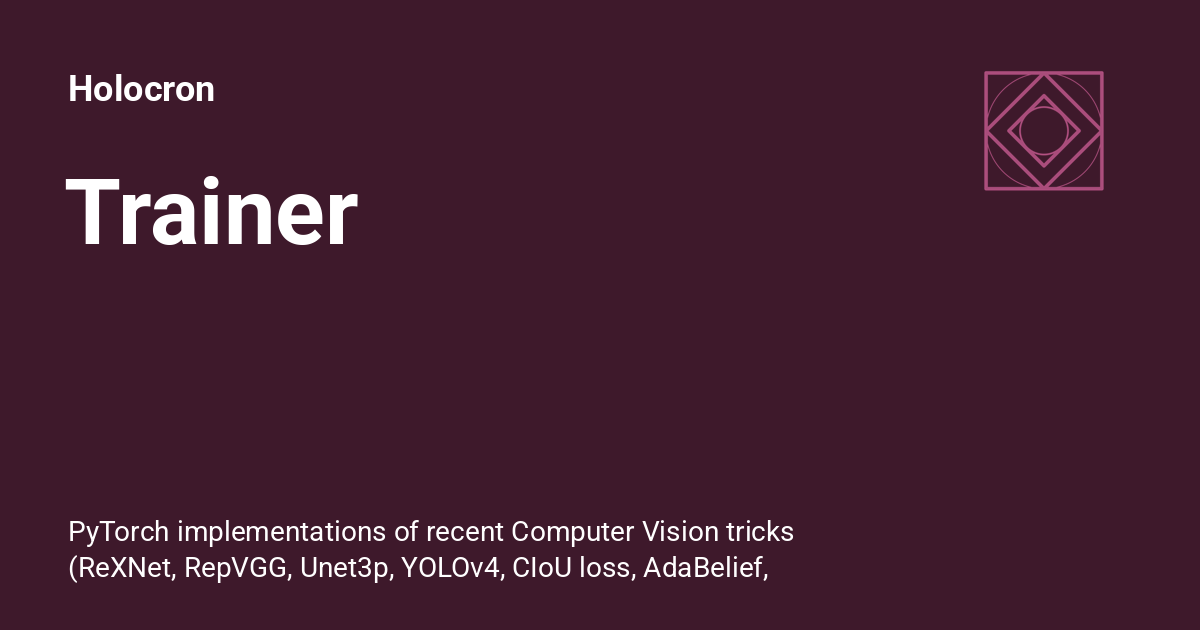 Holocron
Trainer
PyTorch implementations of recent Computer Vision tricks
(ReXNet, RepVGG, Unet3p, YOLOv4, CIoU loss, AdaBelief,